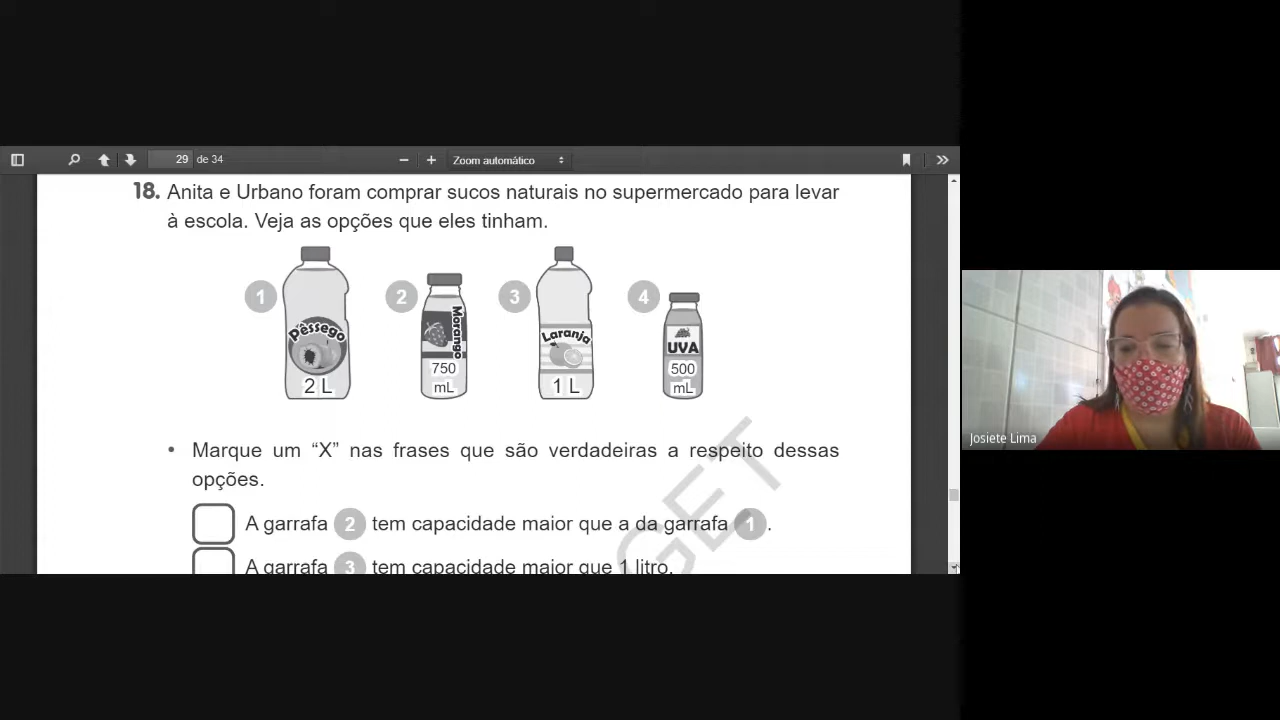 29 de 34
Zoom automático
18. Anita e Urbano foram comprar sucos naturais no supermercado para levar
à escola. Veja as opções que eles tinham.
1
Pêssego
2 L
2
Morango
750
mL
3
Laranja
1 L
4
UVA
500
mL
• Marque um “X” nas frases que são verdadeiras a respeito dessas
opções.
A garrafa 2 tem capacidade maior que a da garrafa 1.
A garrafa 3 tem capacidade maior que 1 litro.
GET
Josiete Lima